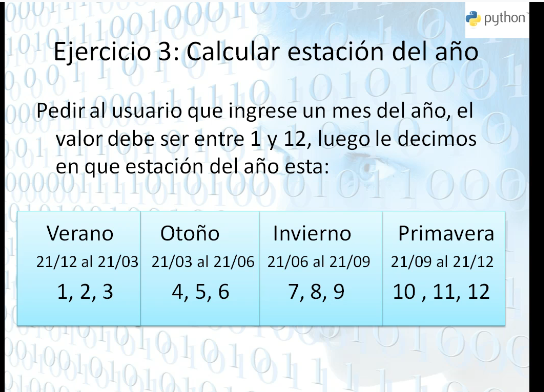 python
Ejercicio 3: Calcular estación del año
Pedir al usuario que ingrese un mes del año, el
valor debe ser entre 1 y 12, luego le decimos
en que estación del año esta:
Verano Otoño Invierno Primavera
21/12 al 21/03 21/03 al 21/06 21/06 al 21/09 21/09 al 21/12
1, 2, 3 4, 5, 6 7, 8, 9 10 , 11, 12